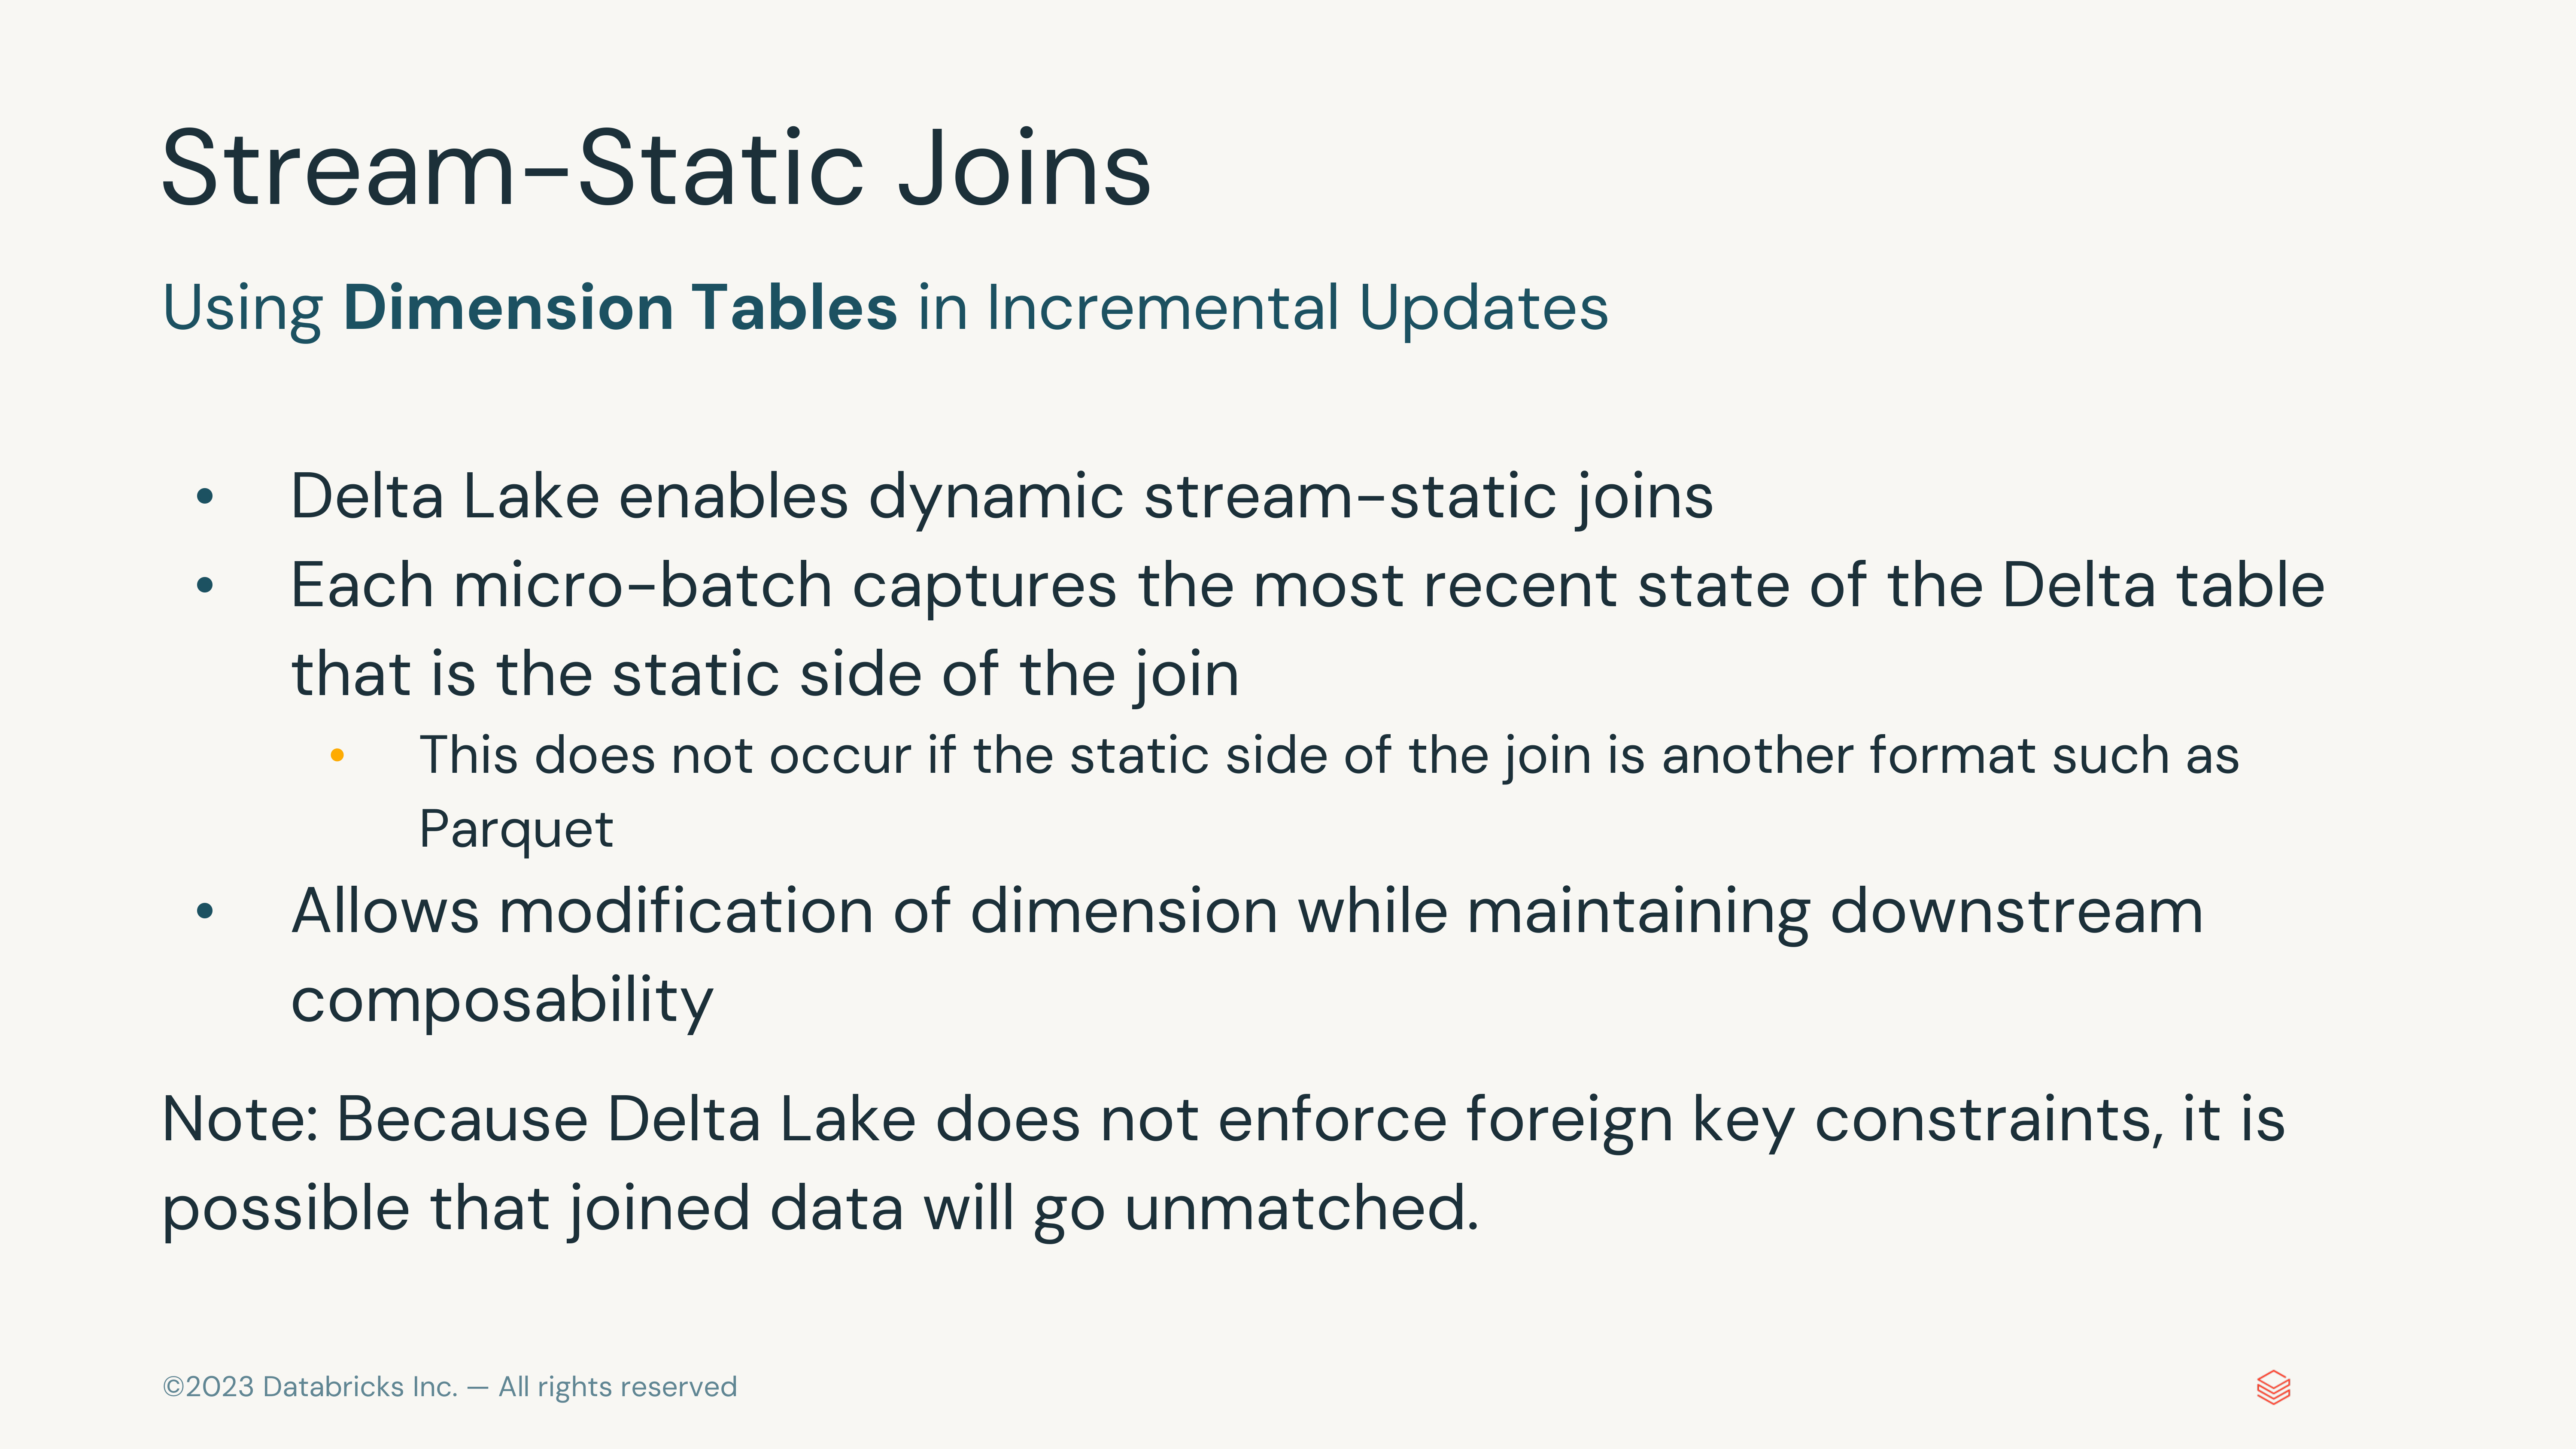 Stream-Static Joins
Using Dimension Tables in Incremental Updates
• Delta Lake enables dynamic stream-static joins
• Each micro-batch captures the most recent state of the Delta table
that is the static side of the join
• This does not occur if the static side of the join is another format such as
Parquet
• Allows modification of dimension while maintaining downstream
composability
Note: Because Delta Lake does not enforce foreign key constraints, it is
possible that joined data will go unmatched.
©2023 Databricks Inc. — All rights reserved